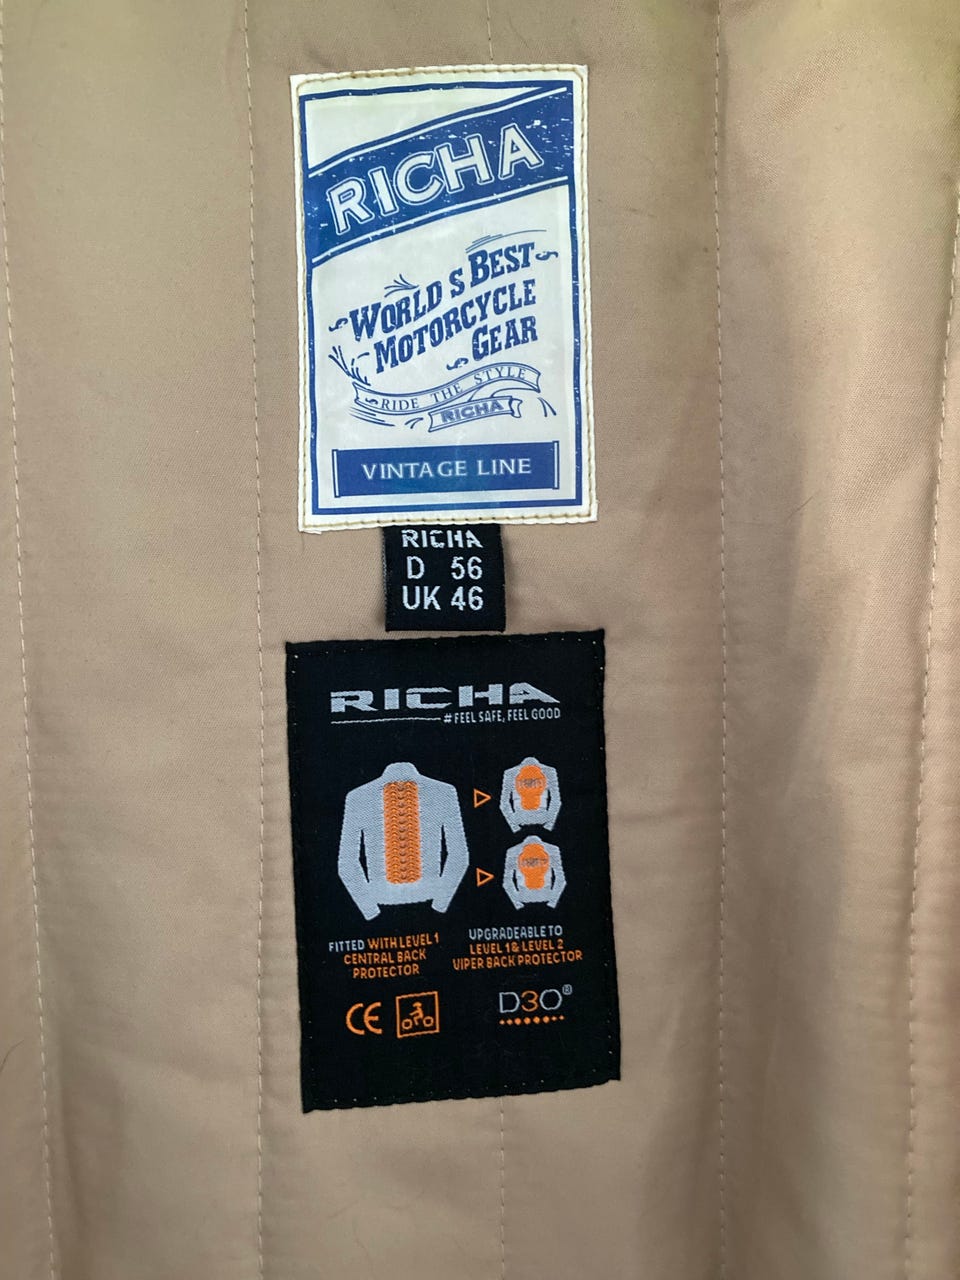 RICHA
WORLD S BEST
MOTORCYCLE
GEAR
RIDE THE STYLE
RICHA
VINTAGE LINE
RICHA
D 56
UK 46
RICHA
#FEEL SAFE, FEEL GOOD
FITTED WITH LEVEL 1
CENTRAL BACK
PROTECTOR
UPGRADEABLE TO
LEVEL 1 & LEVEL 2
VIPER BACK PROTECTOR
CE
D3O®